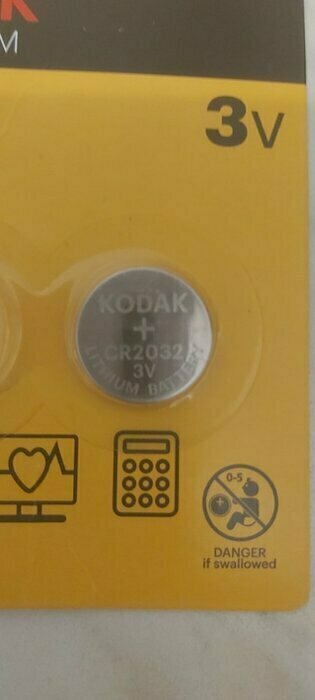 K
M
3V
KODAK
+
CR2032
3V
LITHIUM BATTERY
0-5
DANGER
if swallowed